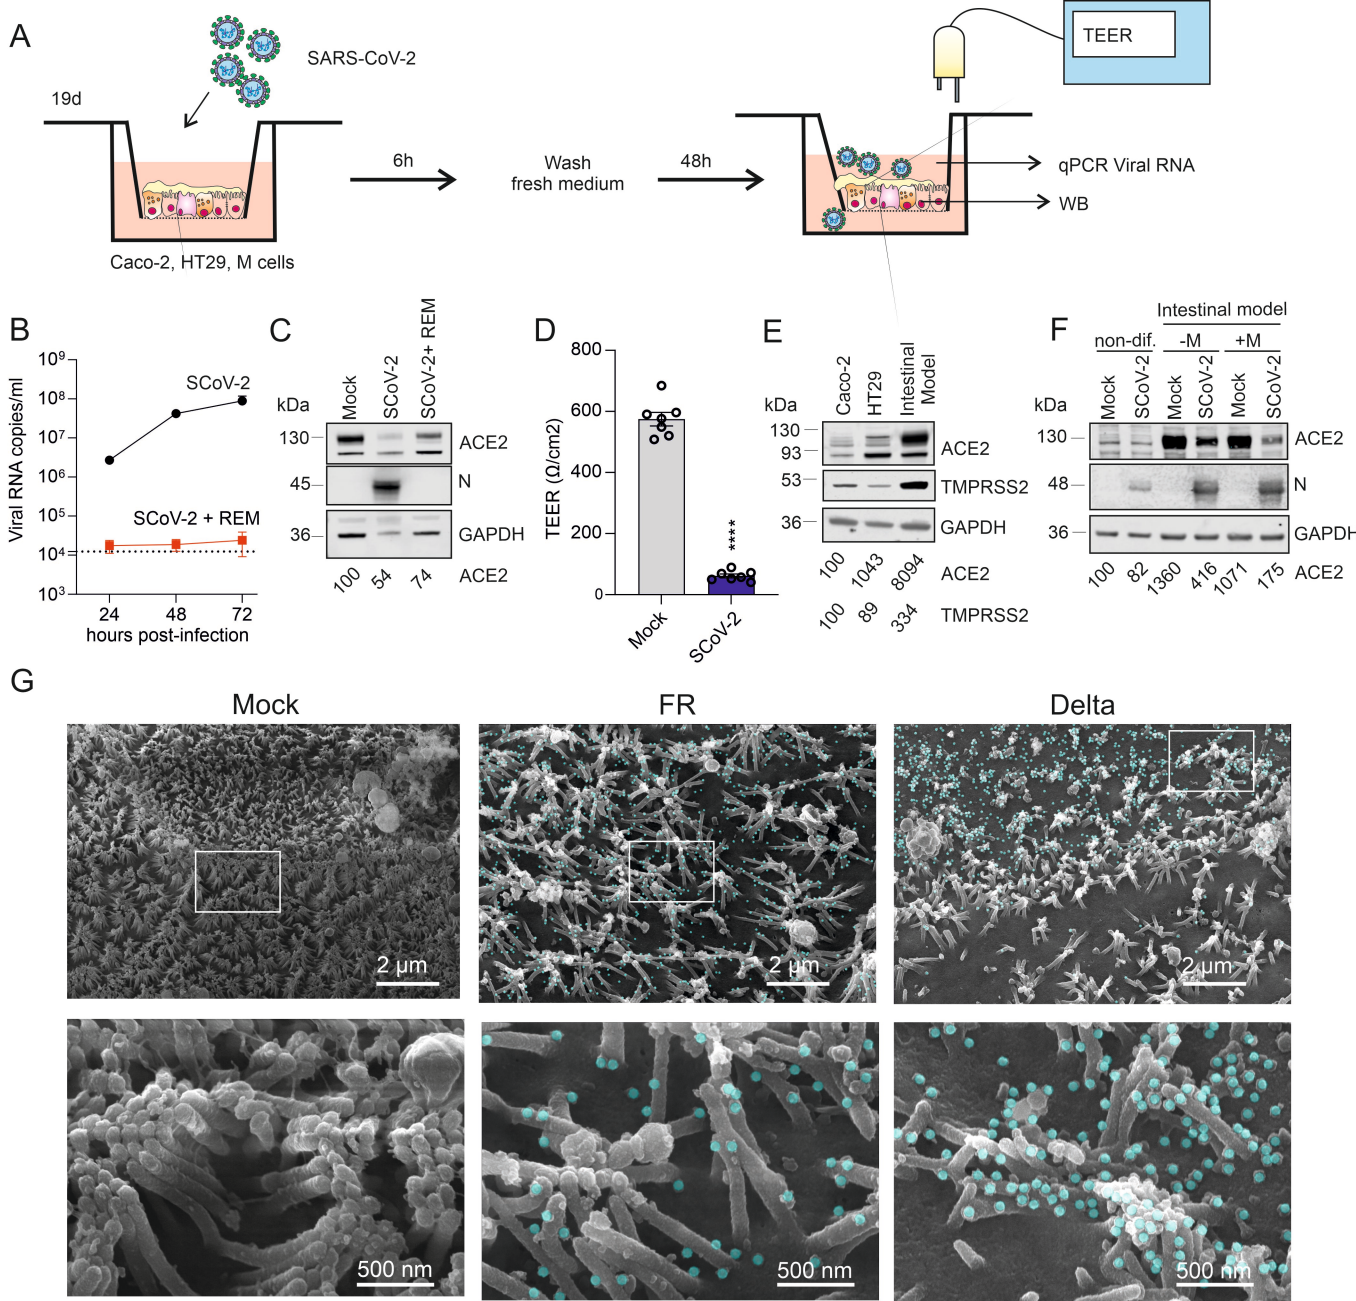 A
SARS-CoV-2
TEER
19d
6h
Wash
fresh medium
48h
qPCR Viral RNA
WB
Caco-2, HT29, M cells
B
Viral RNA copies/ml
10⁹
10⁸
10⁷
10⁶
10⁵
10⁴
10³
SCoV-2
SCoV-2 + REM
24 48 72
hours post-infection
C
kDa
Mock
SCoV-2
SCoV-2+ REM
130
ACE2
45
N
36
GAPDH
100 54 74 ACE2
D
TEER (Ω/cm2)
800
600
400
200
0
****
Mock
SCoV-2
E
kDa
Caco-2
HT29
Intestinal
Model
130
93
ACE2
53
TMPRSS2
36
GAPDH
100 1043 8094 ACE2
100 89 334 TMPRSS2
F
Intestinal model
non-dif. -M +M
kDa
Mock
SCoV-2
Mock
SCoV-2
Mock
SCoV-2
130
ACE2
48
N
36
GAPDH
100 82 1360 416 1071 175 ACE2
G
Mock FR Delta
2 µm 2 µm 2 µm
500 nm 500 nm 500 nm